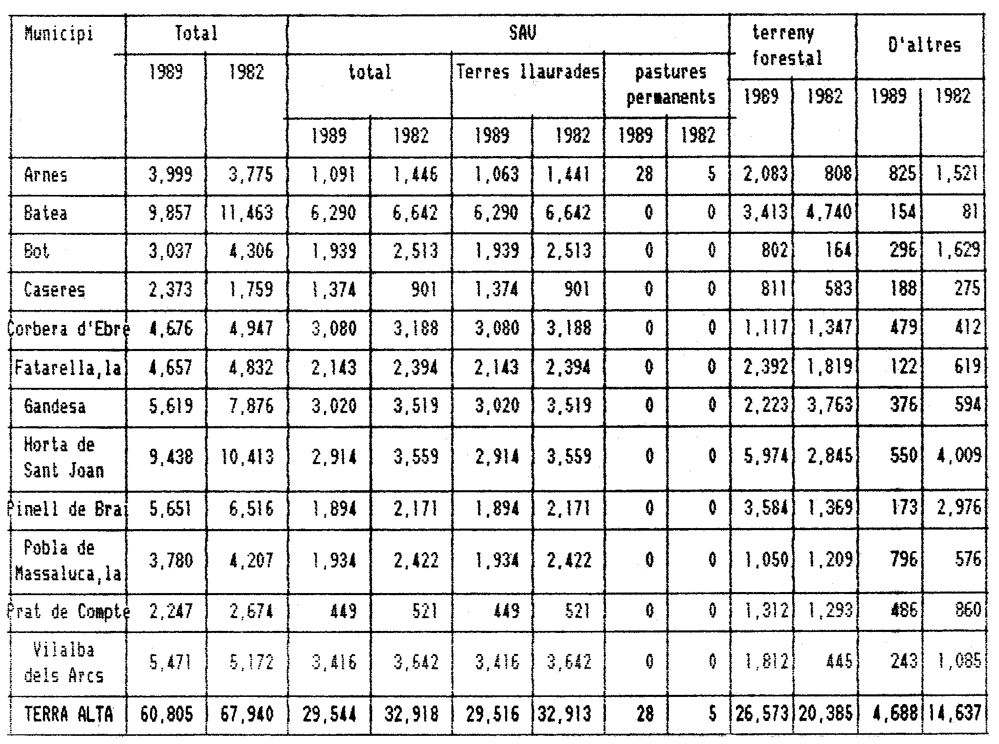 Municipi Total SAU terreny forestal D'altres
1989 1982 total Terres llaurades pastures permanents 1989 1982 1989 1982
1989 1982 1989 1982 1989 1982
Arnes 3,999 3,775 1,091 1,446 1,063 1,441 28 5 2,083 808 825 1,521
Batea 9,857 11,463 6,290 6,642 6,290 6,642 0 0 3,413 4,740 154 81
Bot 3,037 4,306 1,939 2,513 1,939 2,513 0 0 802 164 296 1,629
Caseres 2,373 1,759 1,374 901 1,374 901 0 0 811 583 188 275
Corbera d'Ebre 4,676 4,947 3,080 3,188 3,080 3,188 0 0 1,117 1,347 479 412
Fatarella,la 4,657 4,832 2,143 2,394 2,143 2,394 0 0 2,392 1,819 122 619
Gandesa 5,619 7,876 3,020 3,519 3,020 3,519 0 0 2,223 3,763 376 594
Horta de
Sant Joan 9,438 10,413 2,914 3,559 2,914 3,559 0 0 5,974 2,845 550 4,009
Pinell de Brai 5,651 6,516 1,894 2,171 1,894 2,171 0 0 3,584 1,369 173 2,976
Pobla de
Massaluca,la 3,780 4,207 1,934 2,422 1,934 2,422 0 0 1,050 1,209 796 576
Prat de Compte 2,247 2,674 449 521 449 521 0 0 1,312 1,293 486 860
Vilalba
dels Arcs 5,471 5,172 3,416 3,642 3,416 3,642 0 0 1,812 445 243 1,085
TERRA ALTA 60,805 67,940 29,544 32,918 29,516 32,913 28 5 26,573 20,385 4,688 14,637